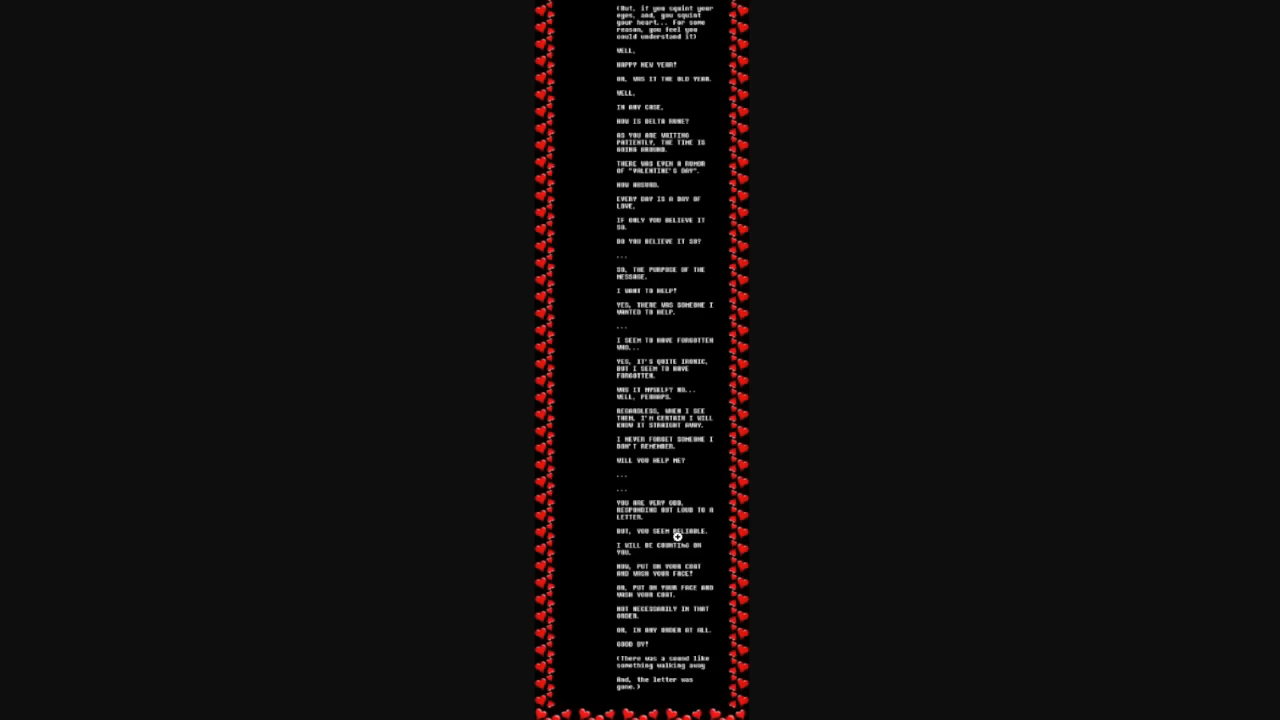 (But, if you squint your
eyes, and, you squint
your heart... For some
reason, you feel you
could understand it)
WELL,
HAPPY NEW YEAR!
OR, WAS IT THE OLD YEAR.
WELL,
IN ANY CASE,
HOW IS DELTA RUNE?
AS YOU ARE WAITING
PATIENTLY, THE TIME IS
GOING AROUND.
THERE WAS EVEN A RUMOR
OF "VALENTINE'S DAY".
HOW ABSURD.
EVERY DAY IS A DAY OF
LOVE,
IF ONLY YOU BELIEVE IT
SO.
DO YOU BELIEVE IT SO?
...
SO, THE PURPOSE OF THE
MESSAGE.
I WANT TO HELP!
YES, THERE WAS SOMEONE I
WANTED TO HELP.
...
I SEEM TO HAVE FORGOTTEN
WHO...
YES, IT'S QUITE IRONIC,
BUT I SEEM TO HAVE
FORGOTTEN.
WAS IT MYSELF? NO...
WELL, PERHAPS.
REGARDLESS, WHEN I SEE
THEM, I'M CERTAIN I WILL
KNOW IT STRAIGHT AWAY.
I NEVER FORGET SOMEONE I
DON'T REMEMBER.
WILL YOU HELP ME?
...
...
YOU ARE VERY ODD,
RESPONDING OUT LOUD TO A
LETTER.
BUT, YOU SEEM RELIABLE.
I WILL BE COUNTING ON
YOU.
NOW, PUT ON YOUR COAT
AND WASH YOUR FACE!
OR, PUT ON YOUR FACE AND
WASH YOUR COAT.
NOT NECESSARILY IN THAT
ORDER.
OR, IN ANY ORDER AT ALL.
GOOD BY!
(There was a sound like
something walking away
And, the letter was
gone.)